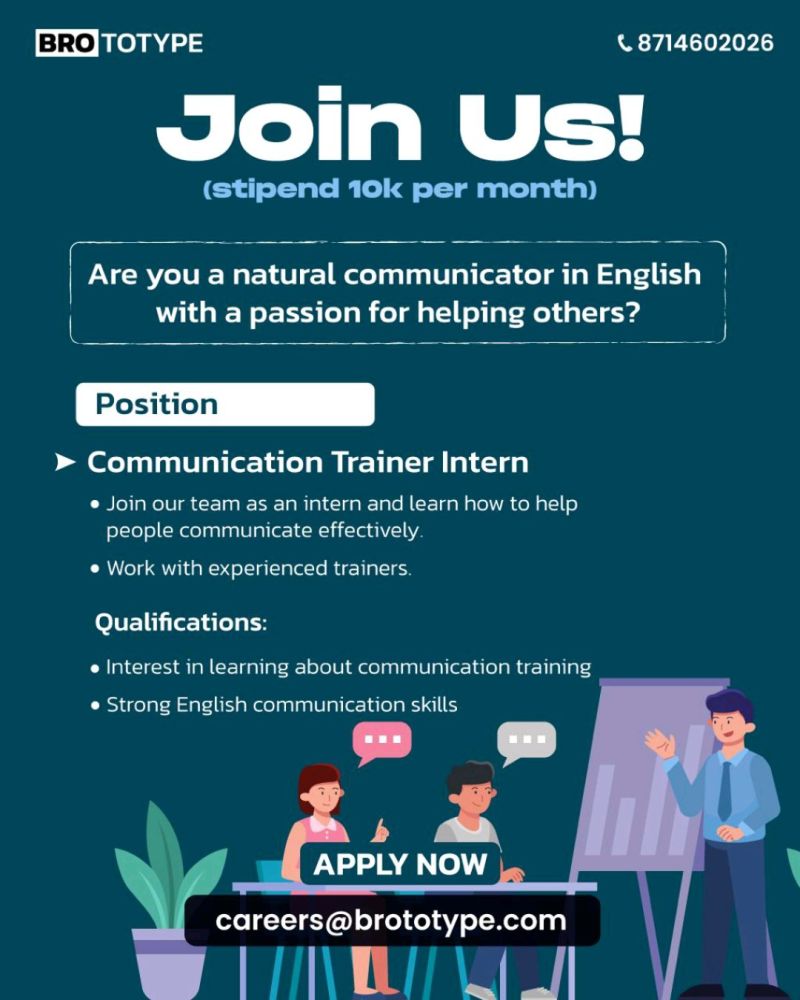 BROTOTYPE
8714602026
Join Us!
(stipend 10k per month)
Are you a natural communicator in English
with a passion for helping others?
Position
Communication Trainer Intern
• Join our team as an intern and learn how to help
people communicate effectively.
• Work with experienced trainers.
Qualifications:
• Interest in learning about communication training
• Strong English communication skills
APPLY NOW
careers@brototype.com